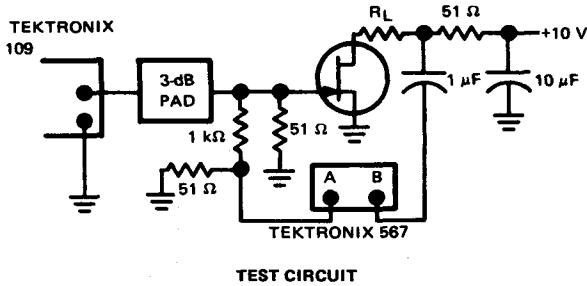 TEKTRONIX
109
3-dB
PAD
1 kΩ
51 Ω
51 Ω
R_L
51 Ω
+10 V
1 μF
10 μF
A B
TEKTRONIX 567
TEST CIRCUIT